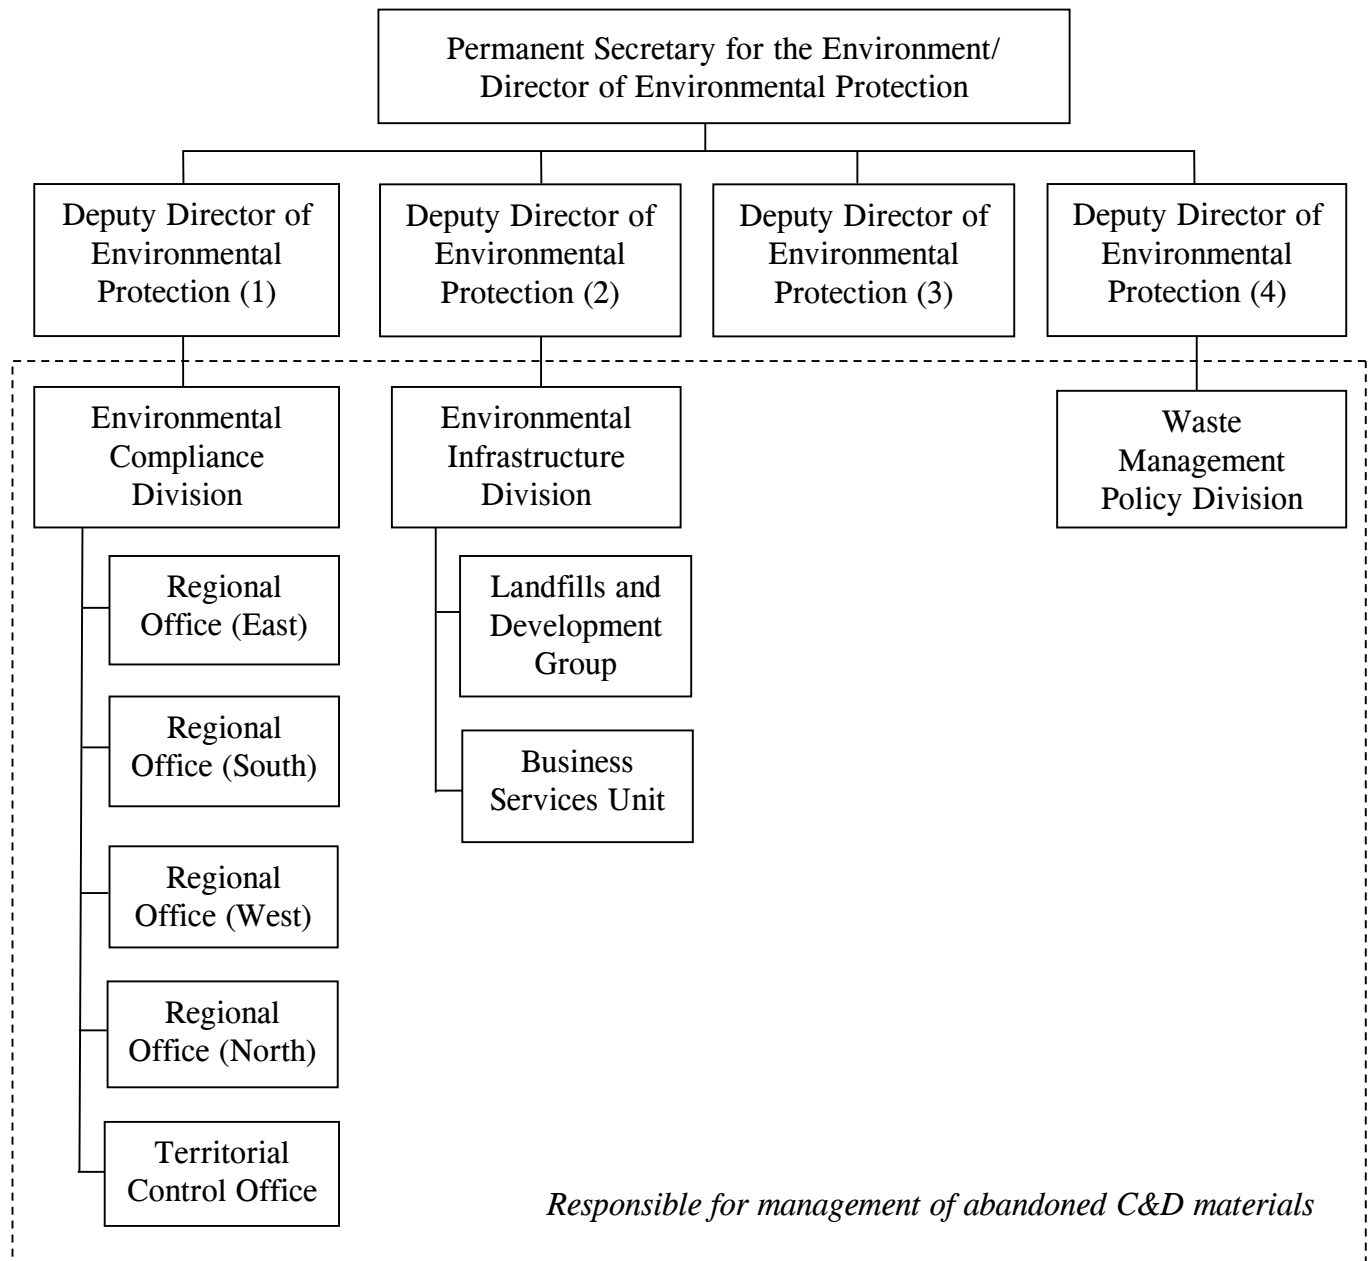 Permanent Secretary for the Environment/
Director of Environmental Protection
Deputy Director of
Environmental
Protection (1)
Deputy Director of
Environmental
Protection (2)
Deputy Director of
Environmental
Protection (3)
Deputy Director of
Environmental
Protection (4)
Environmental
Compliance
Division
Environmental
Infrastructure
Division
Waste
Management
Policy Division
Regional
Office (East)
Regional
Office (South)
Regional
Office (West)
Regional
Office (North)
Territorial
Control Office
Landfills and
Development
Group
Business
Services Unit
Responsible for management of abandoned C&D materials